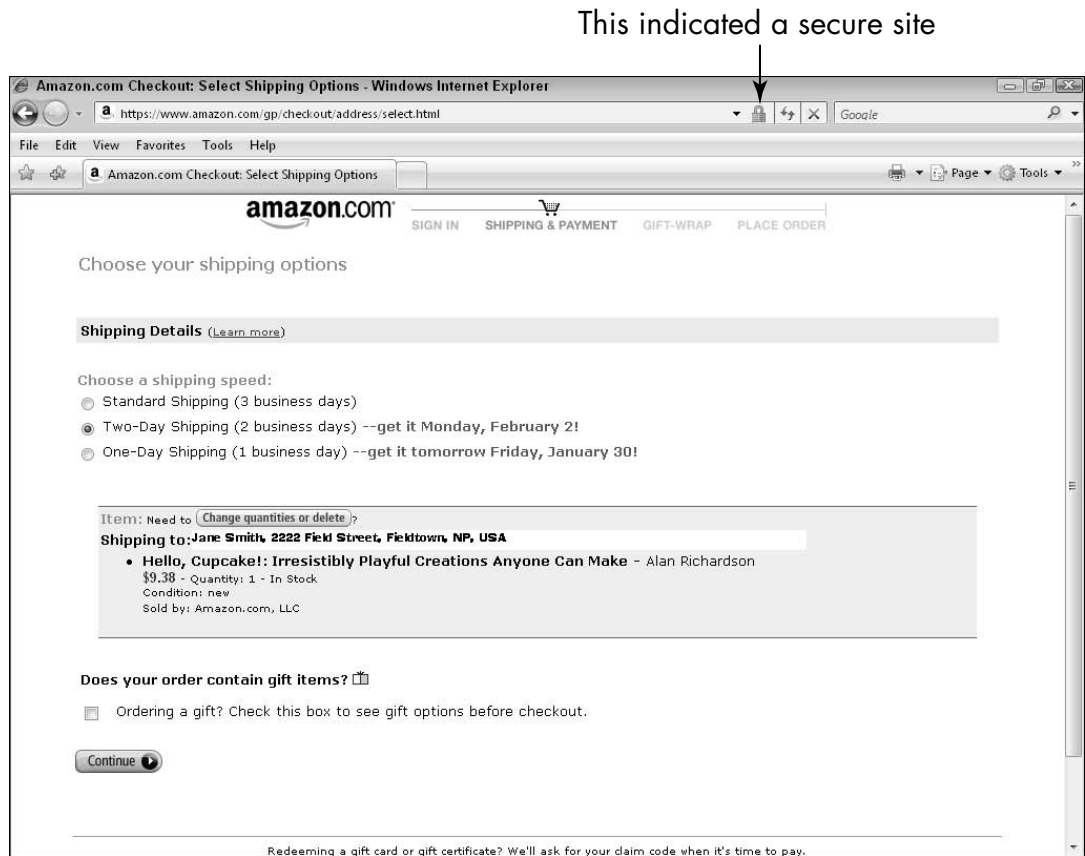 This indicated a secure site
Amazon.com Checkout: Select Shipping Options - Windows Internet Explorer
a https://www.amazon.com/gp/checkout/address/select.html Google
File Edit View Favorites Tools Help
a Amazon.com Checkout: Select Shipping Options Page Tools
amazon.com
SIGN IN SHIPPING & PAYMENT GIFT-WRAP PLACE ORDER
Choose your shipping options
Shipping Details (Learn more)
Choose a shipping speed:
Standard Shipping (3 business days)
Two-Day Shipping (2 business days) --get it Monday, February 2!
One-Day Shipping (1 business day) --get it tomorrow Friday, January 30!
Item: Need to Change quantities or delete ?
Shipping to: Jane Smith, 2222 Field Street, Fieldtown, NP, USA
• Hello, Cupcake!: Irresistibly Playful Creations Anyone Can Make - Alan Richardson
$9.38 - Quantity: 1 - In Stock
Condition: new
Sold by: Amazon.com, LLC
Does your order contain gift items?
Ordering a gift? Check this box to see gift options before checkout.
Continue
Redeeming a gift card or gift certificate? We'll ask for your claim code when it's time to pay.